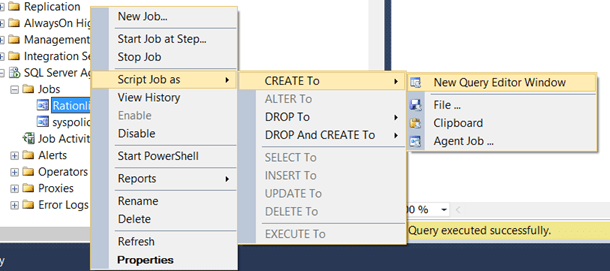 Replication
AlwaysOn Hig
Management
Integration Se
SQL Server Ag
Jobs
Rationli
syspolic
Job Activit
Alerts
Operators
Proxies
Error Logs
New Job...
Start Job at Step...
Stop Job
Script Job as
View History
Enable
Disable
Start PowerShell
Reports
Rename
Delete
Refresh
Properties
CREATE To
ALTER To
DROP To
DROP And CREATE To
SELECT To
INSERT To
UPDATE To
DELETE To
EXECUTE To
New Query Editor Window
File ...
Clipboard
Agent Job ...
00 %
Query executed successfully.
y